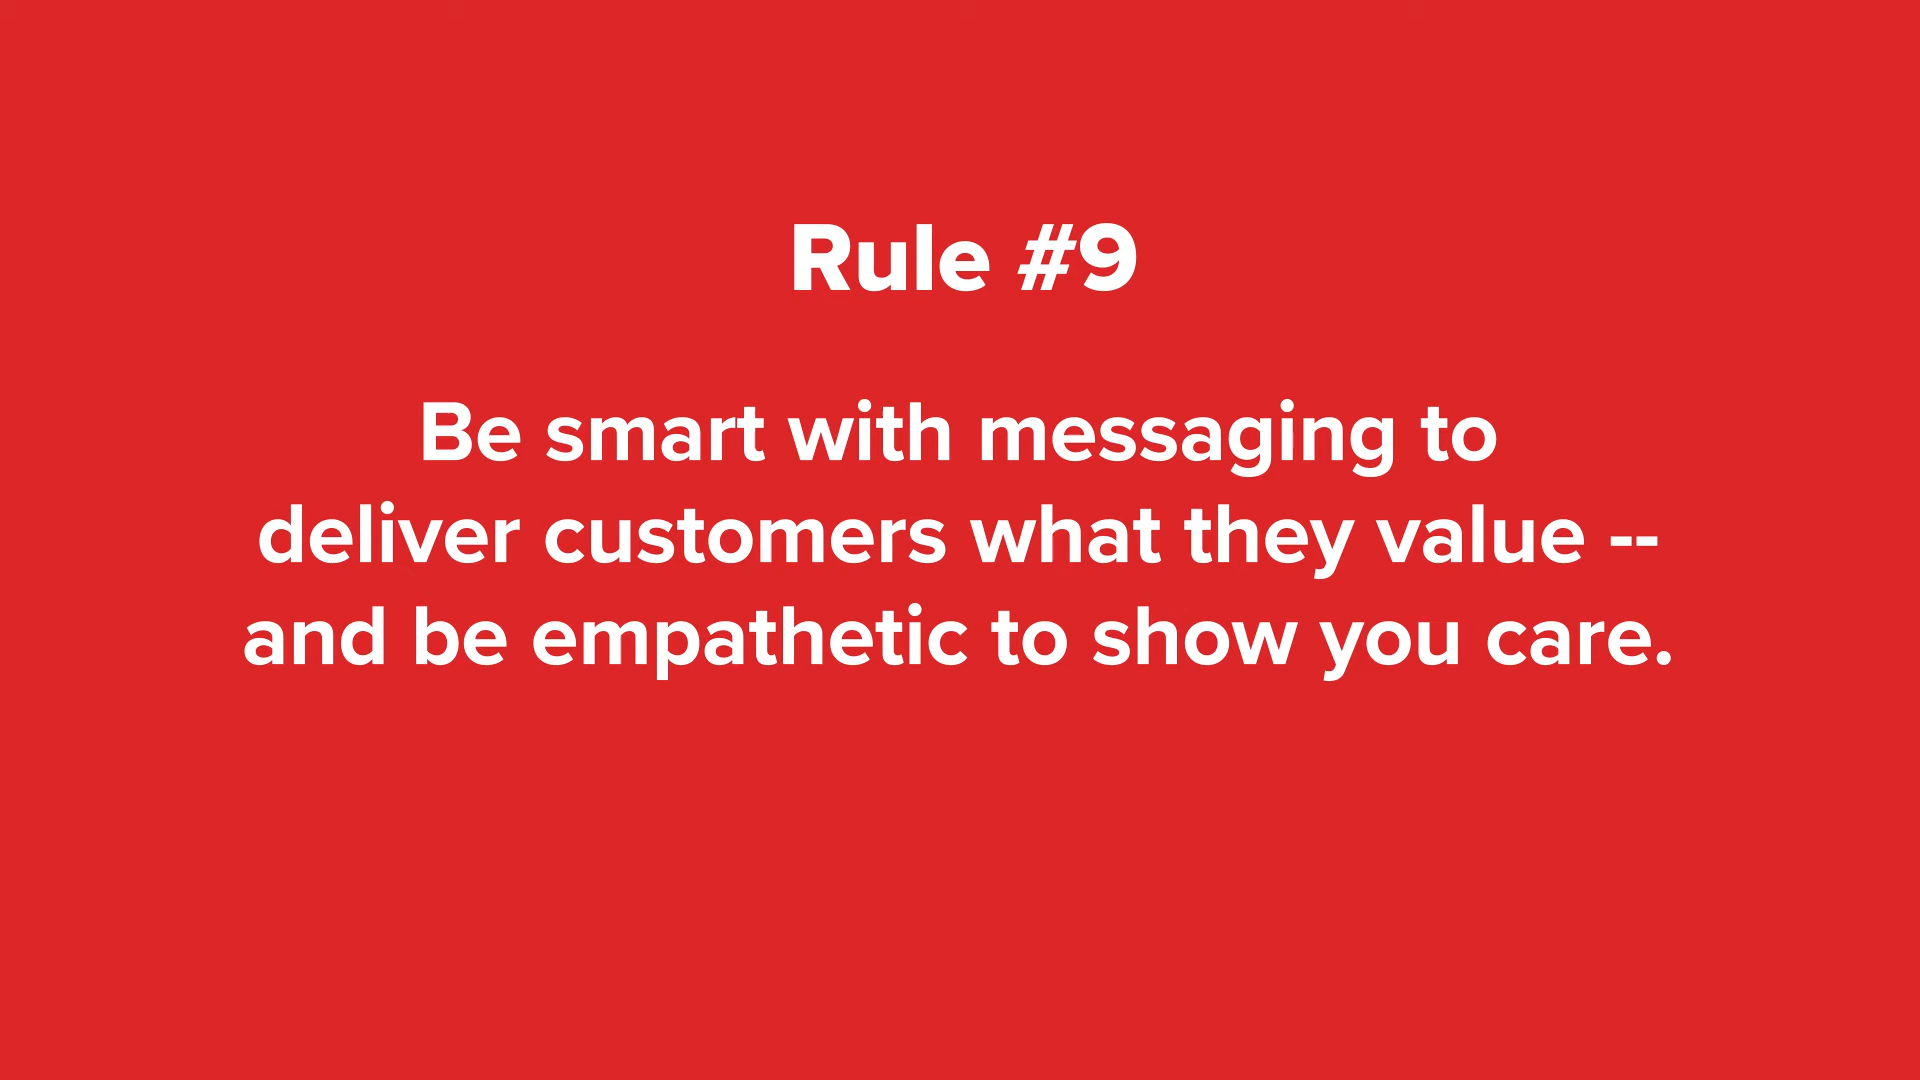 Rule #9
Be smart with messaging to
deliver customers what they value --
and be empathetic to show you care.